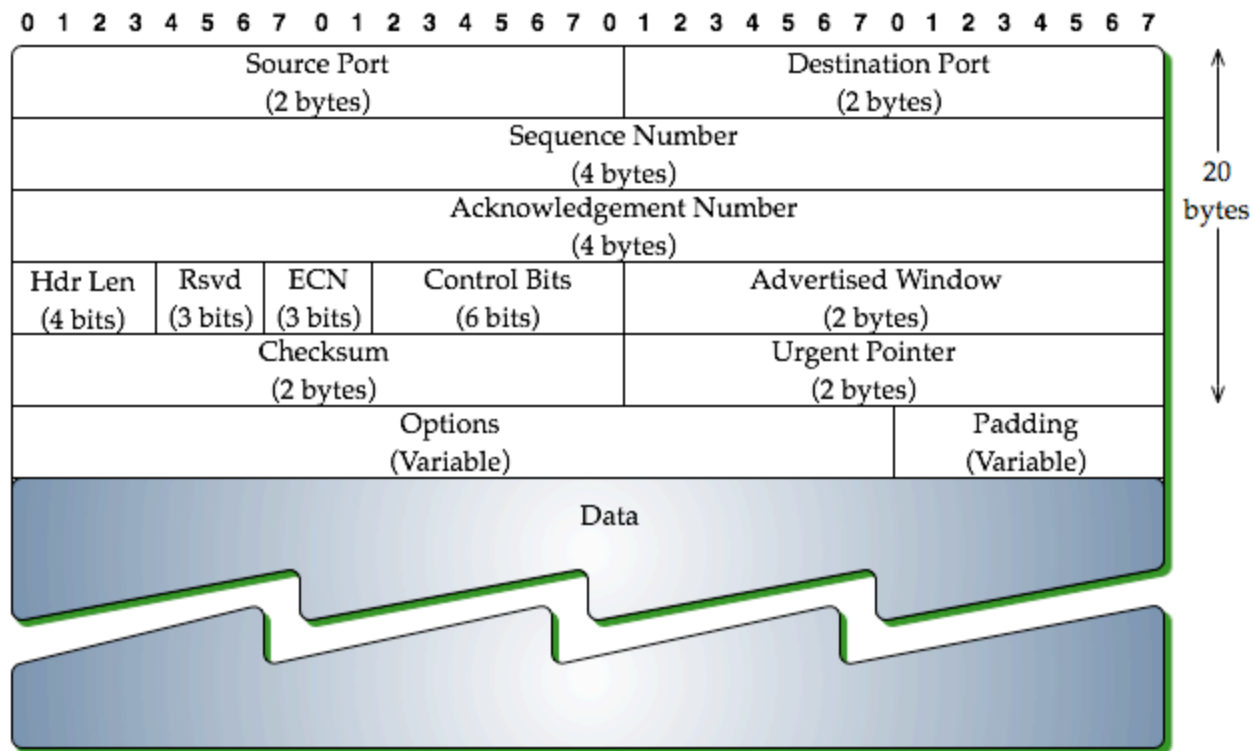 0 1 2 3 4 5 6 7 0 1 2 3 4 5 6 7 0 1 2 3 4 5 6 7 0 1 2 3 4 5 6 7
Source Port
(2 bytes)
Destination Port
(2 bytes)
Sequence Number
(4 bytes)
20
bytes
Acknowledgement Number
(4 bytes)
Hdr Len
(4 bits)
Rsvd
(3 bits)
ECN
(3 bits)
Control Bits
(6 bits)
Advertised Window
(2 bytes)
Checksum
(2 bytes)
Urgent Pointer
(2 bytes)
Options
(Variable)
Padding
(Variable)
Data